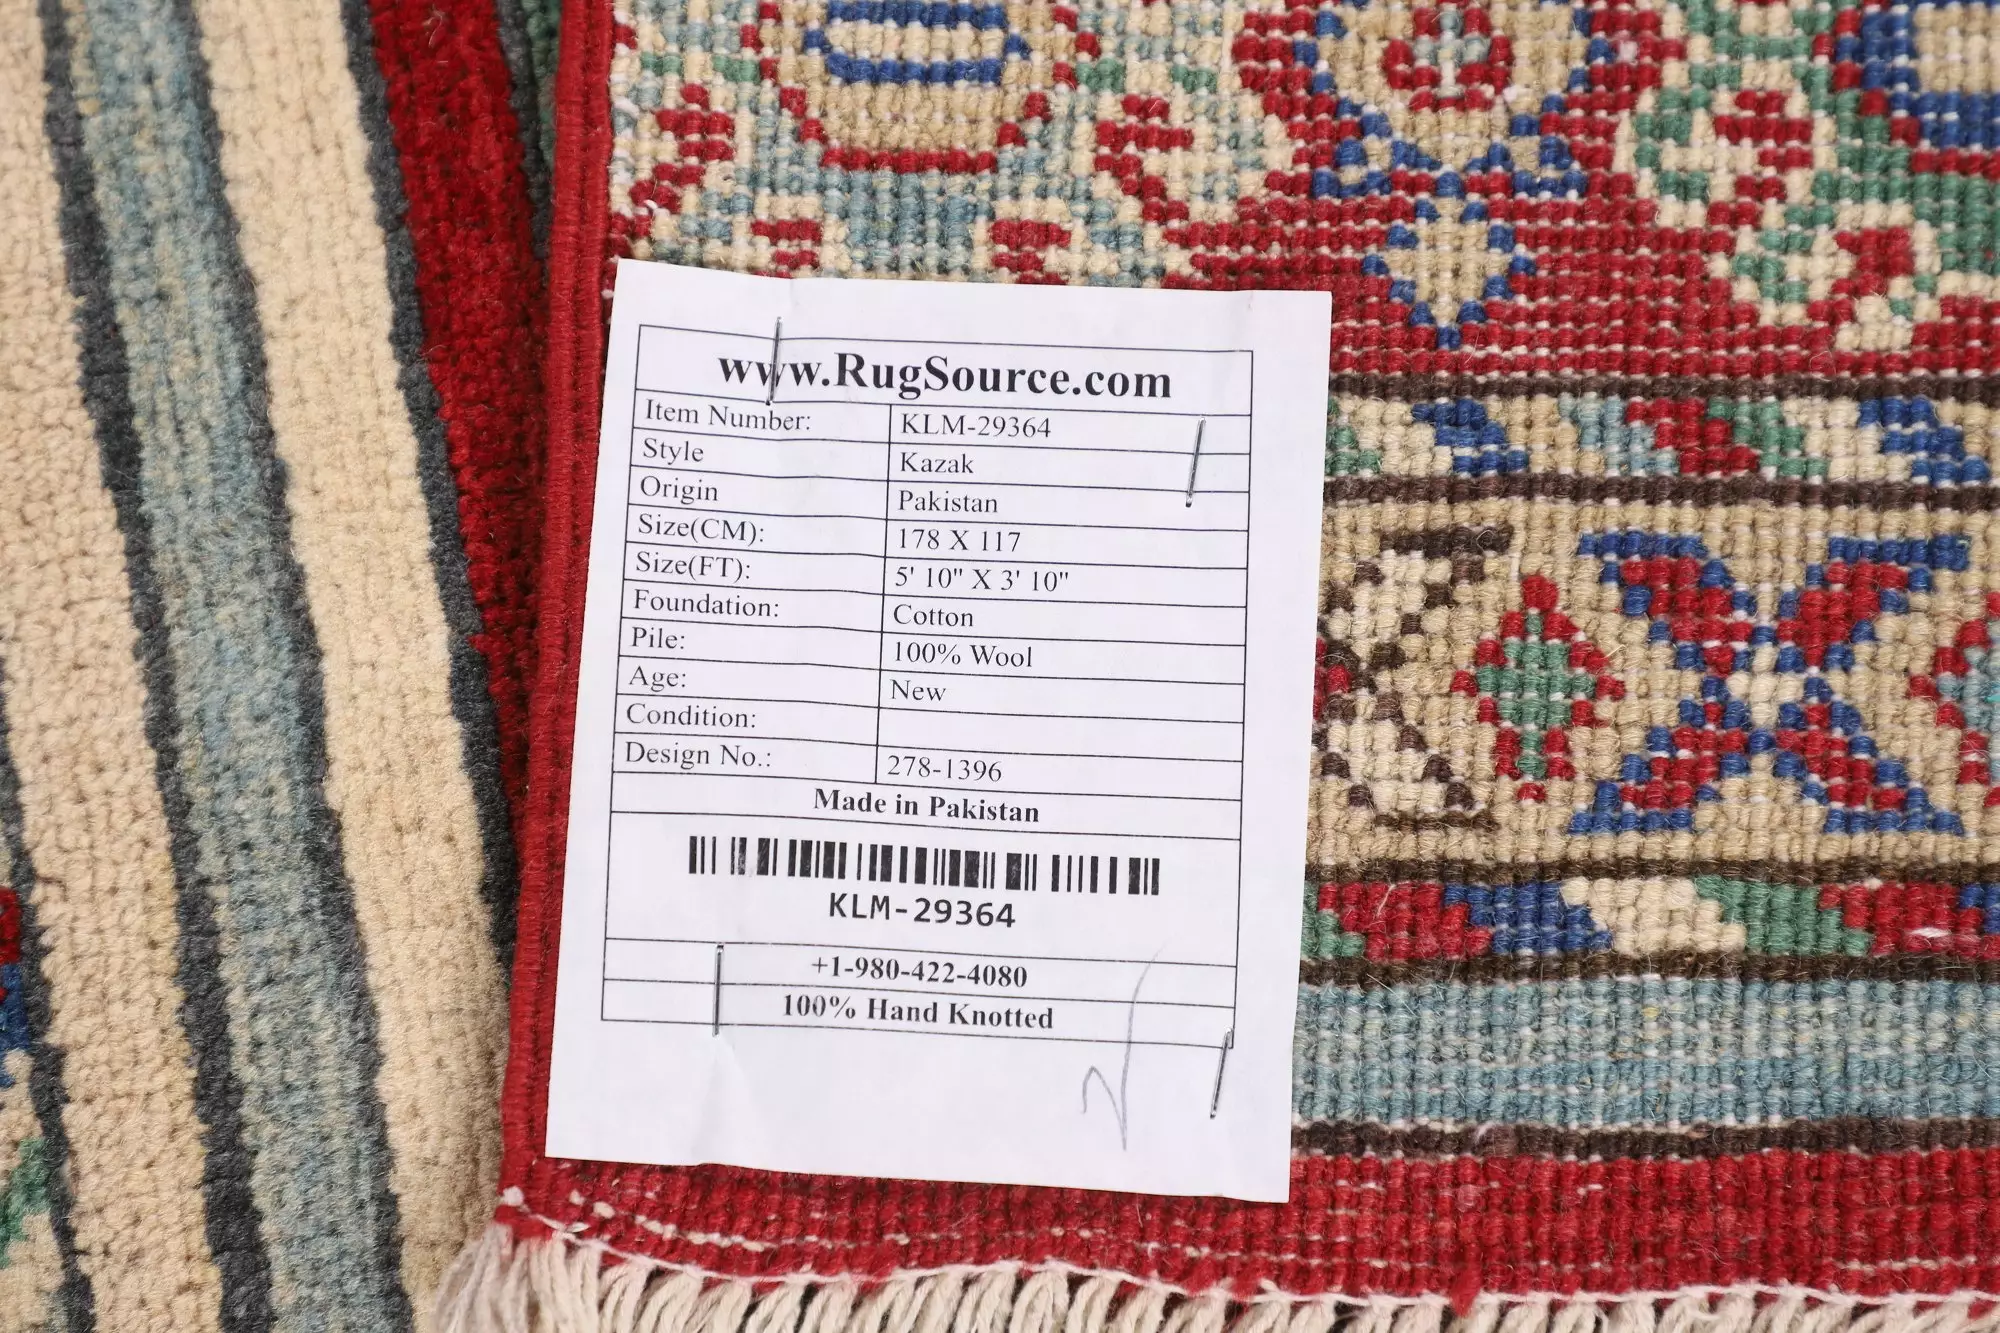 www.RugSource.com
Item Number: KLM-29364
Style Kazak
Origin Pakistan
Size(CM): 178 X 117
Size(FT): 5' 10" X 3' 10"
Foundation: Cotton
Pile: 100% Wool
Age: New
Condition:
Design No.: 278-1396
Made in Pakistan
KLM-29364
+1-980-422-4080
100% Hand Knotted